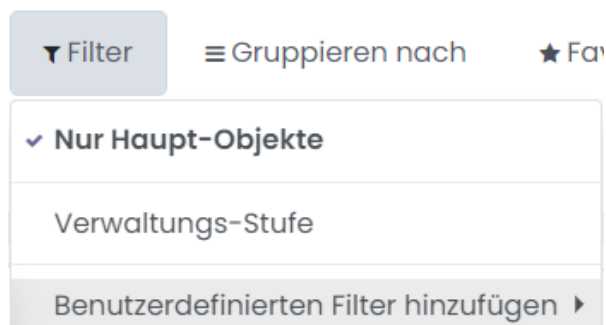 Filter Gruppieren nach
Nur Haupt-Objekte
Verwaltungs-Stufe
Benutzerdefinierten Filter hinzufügen